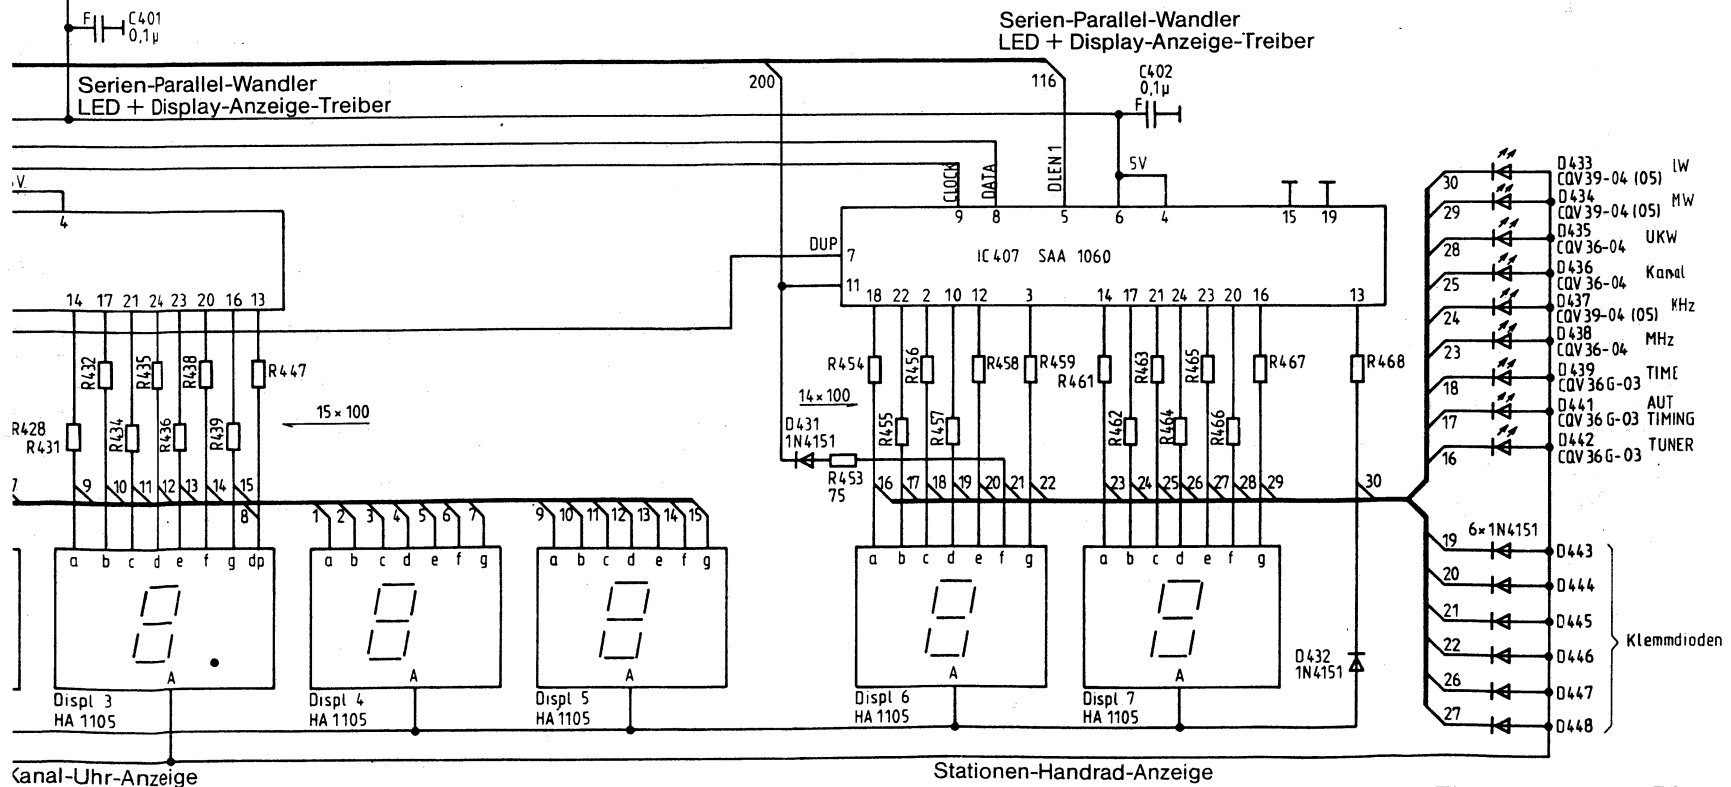 F C401
0,1µ
Serien-Parallel-Wandler
LED + Display-Anzeige-Treiber
Serien-Parallel-Wandler
LED + Display-Anzeige-Treiber
200
116
C402
0,1µ
F
CLOCK
DATA
DLEN1
5V
V
4
9 8 5 6 4 15 19
DUP
7
IC407 SAA 1060
11
14 17 21 24 23 20 16 13
18 22 2 10 12 3 14 17 21 24 23 20 16 13
R432
R435
R438
R447
R428
R431
R434
R436
R439
15×100
R454
R456
R458
R459
R461
R463
R465
R467
R468
14×100
D431
1N4151
R455
R457
R462
R464
R466
R453
75
7 9 10 11 12 13 14 15
8
1 2 3 4 5 6 7
9 10 11 12 13 14 15
16 17 18 19 20 21 22
23 24 25 26 27 28 29
30
a b c d e f g dp
a b c d e f g
a b c d e f g
a b c d e f g
a b c d e f g
A
A
A
A
A
Displ 3
HA 1105
Displ 4
HA 1105
Displ 5
HA 1105
Displ 6
HA 1105
Displ 7
HA 1105
D432
1N4151
30 D433 LW
CQV39-04 (05)
29 D434 MW
CQV39-04 (05)
28 D435 UKW
CQV36-04
25 D436 Kanal
CQV36-04
24 D437 KHz
CQV39-04 (05)
23 D438 MHz
CQV36-04
18 D439 TIME
CQV36G-03
17 D441 AUT
CQV36G-03 TIMING
16 D442 TUNER
CQV36G-03
6×1N4151
19 D443
20 D444
21 D445
22 D446
26 D447
27 D448
Klemmdioden
Kanal-Uhr-Anzeige
Stationen-Handrad-Anzeige